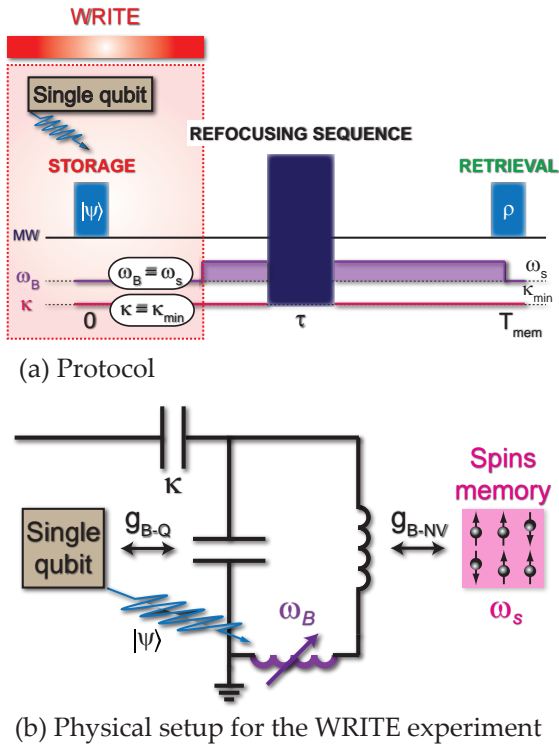 WRITE
Single qubit
REFOCUSING SEQUENCE
STORAGE
RETRIEVAL
|ψ⟩
ρ
MW
ω_B
ω_B ≡ ω_s
ω_s
κ
κ ≡ κ_min
κ_min
0
τ
T_mem
(a) Protocol
κ
Spins
memory
Single
qubit
g_B-Q
g_B-NV
|ψ⟩
ω_B
ω_s
(b) Physical setup for the WRITE experiment